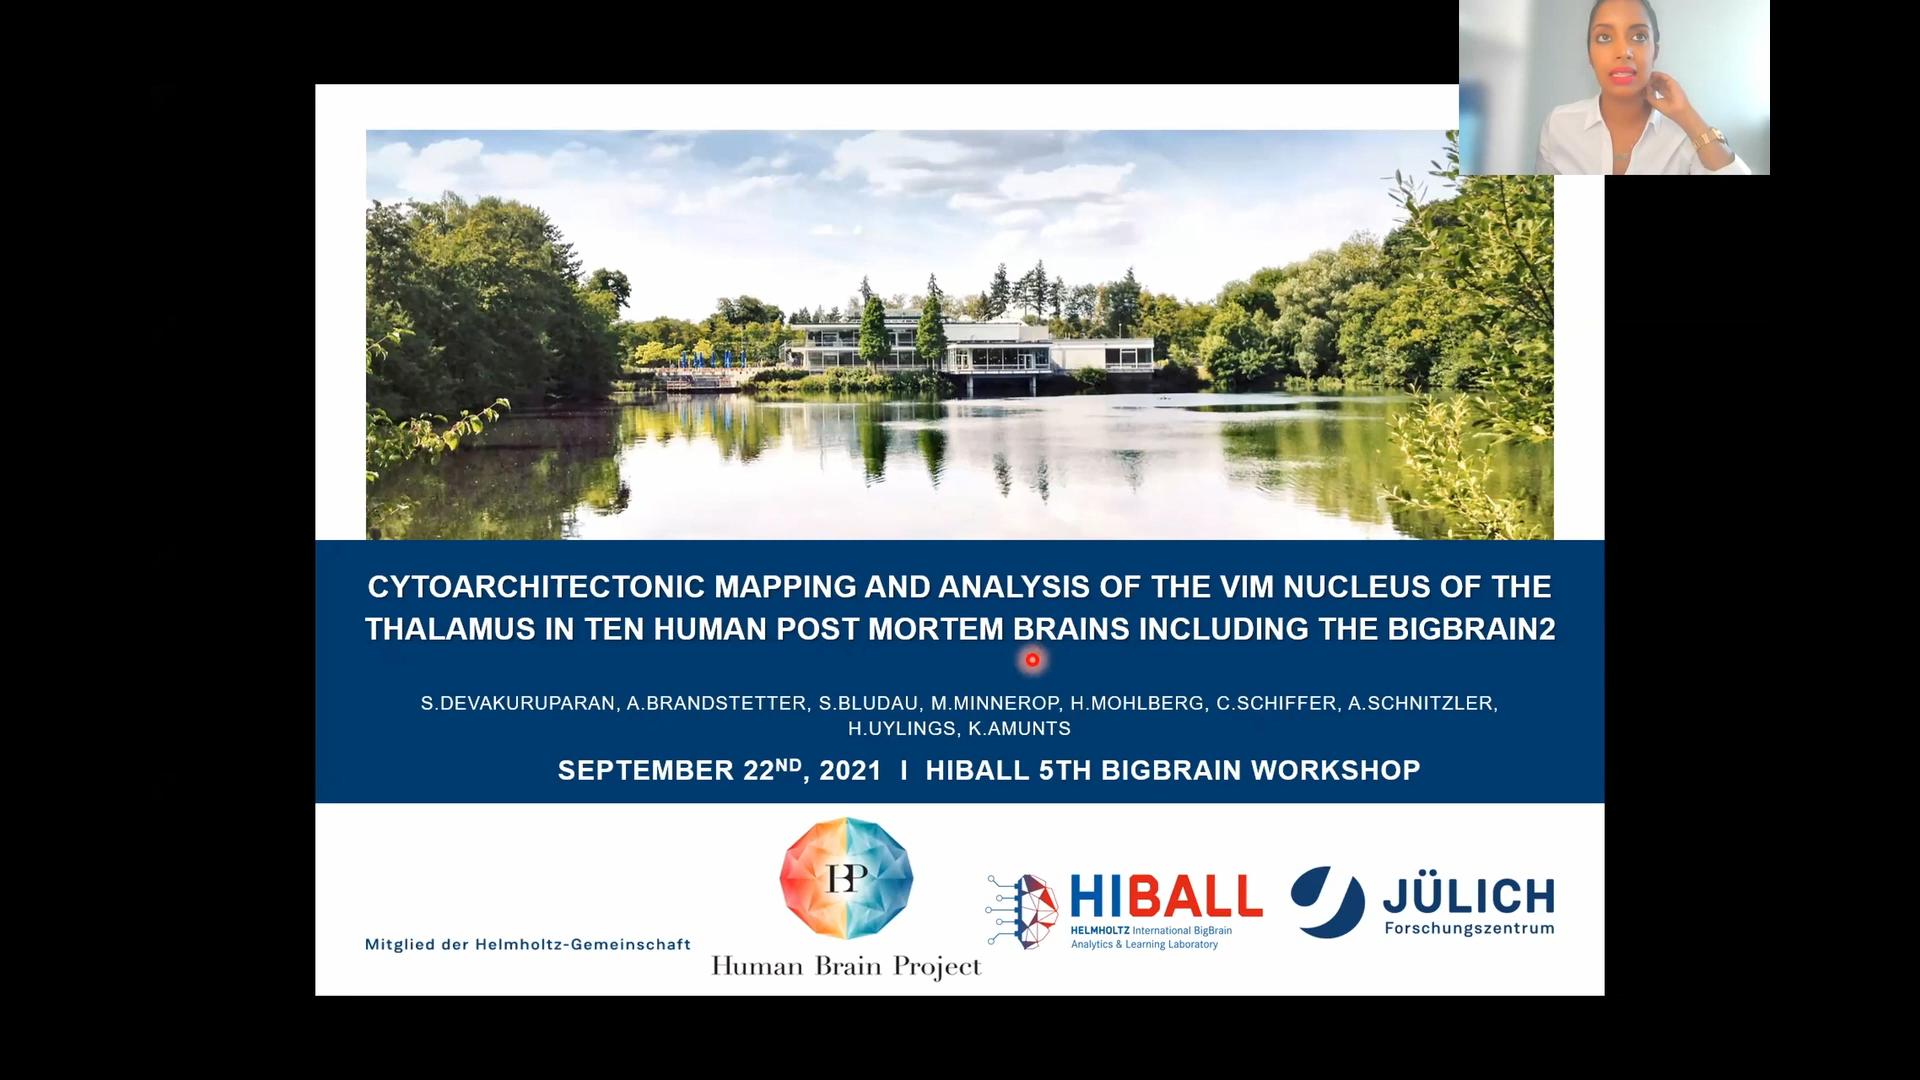 CYTOARCHITECTONIC MAPPING AND ANALYSIS OF THE VIM NUCLEUS OF THE
THALAMUS IN TEN HUMAN POST MORTEM BRAINS INCLUDING THE BIGBRAIN2
S.DEVAKURUPARAN, A.BRANDSTETTER, S.BLUDAU, M.MINNEROP, H.MOHLBERG, C.SCHIFFER, A.SCHNITZLER,
H.UYLINGS, K.AMUNTS
SEPTEMBER 22ND, 2021 I HIBALL 5TH BIGBRAIN WORKSHOP
Mitglied der Helmholtz-Gemeinschaft
HBP
Human Brain Project
HIBALL
HELMHOLTZ International BigBrain
Analytics & Learning Laboratory
JÜLICH
Forschungszentrum